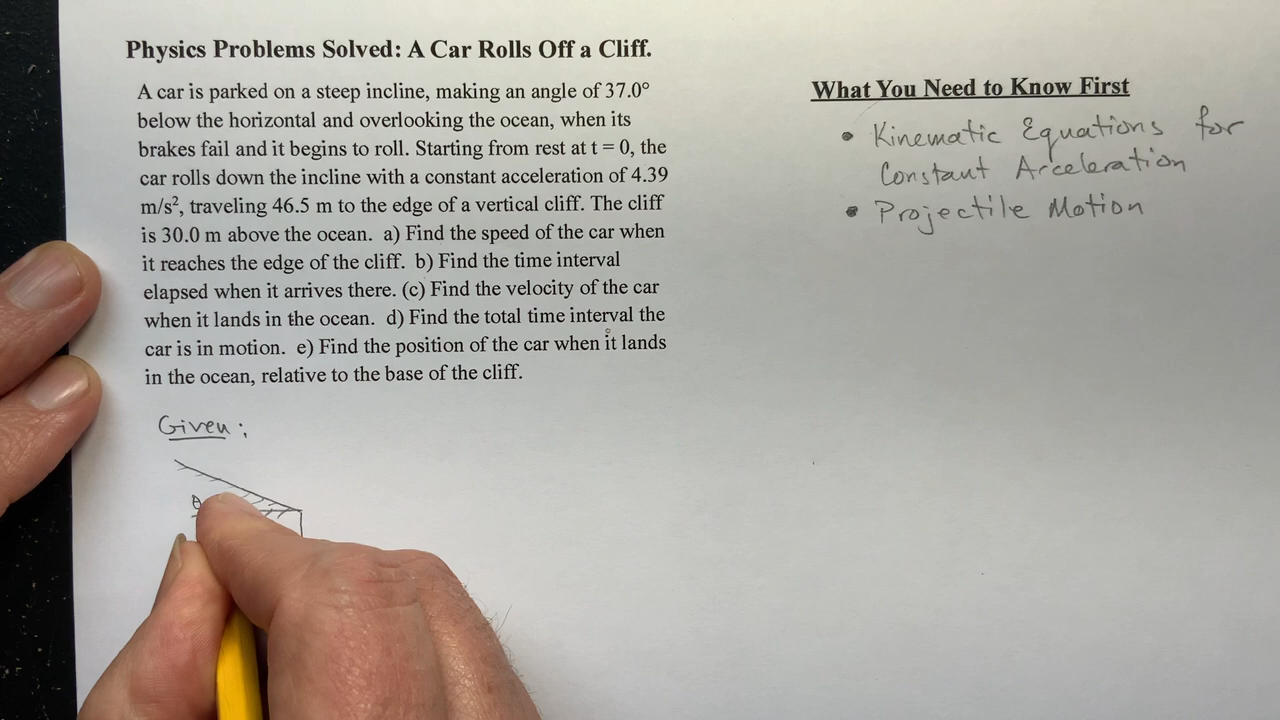 Physics Problems Solved: A Car Rolls Off a Cliff.
A car is parked on a steep incline, making an angle of 37.0°
below the horizontal and overlooking the ocean, when its
brakes fail and it begins to roll. Starting from rest at t = 0, the
car rolls down the incline with a constant acceleration of 4.39
m/s², traveling 46.5 m to the edge of a vertical cliff. The cliff
is 30.0 m above the ocean. a) Find the speed of the car when
it reaches the edge of the cliff. b) Find the time interval
elapsed when it arrives there. (c) Find the velocity of the car
when it lands in the ocean. d) Find the total time interval the
car is in motion. e) Find the position of the car when it lands
in the ocean, relative to the base of the cliff.
Given:
θ
What You Need to Know First
• Kinematic Equations for
Constant Acceleration
• Projectile Motion